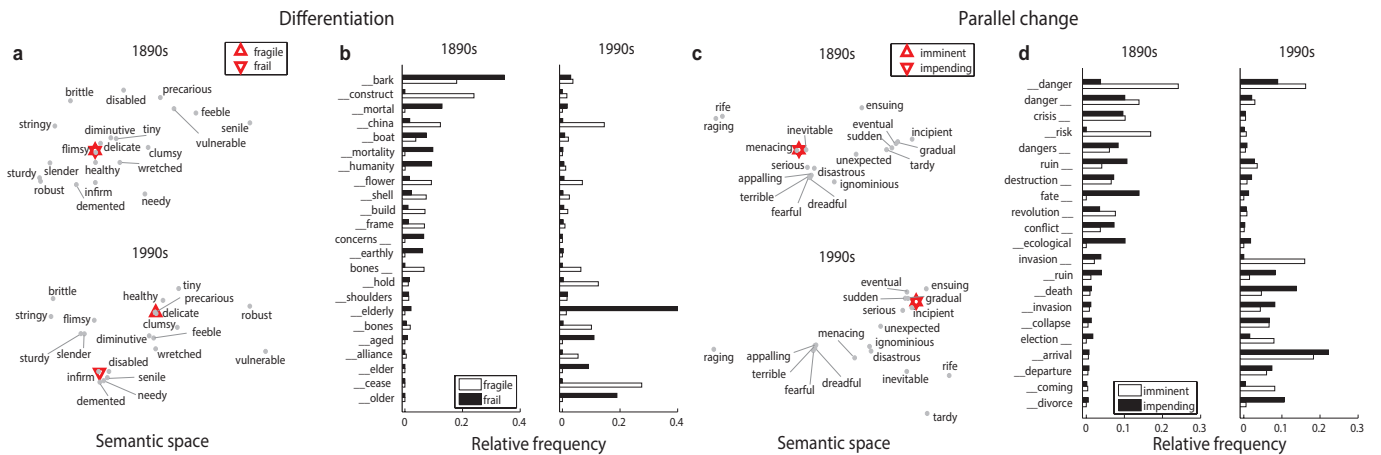 Differentiation
Parallel change
a
1890s
fragile
frail
brittle
disabled
precarious
feeble
stringy
diminutive
tiny
senile
vulnerable
flimsy
delicate
clumsy
slender
healthy
wretched
sturdy
robust
infirm
demented
needy
1990s
brittle
healthy
tiny
precarious
stringy
flimsy
delicate
robust
clumsy
diminutive
feeble
sturdy
slender
disabled
wretched
vulnerable
infirm
senile
needy
demented
Semantic space
b
1890s
1990s
__bark
__construct
__mortal
__china
__boat
__mortality
__humanity
__flower
__shell
__build
__frame
concerns __
__earthly
bones __
__hold
__shoulders
__elderly
__bones
__aged
__alliance
__elder
__cease
__older
fragile
frail
0 0.2 0.4
0 0.2 0.4
Relative frequency
c
1890s
imminent
impending
rife
raging
ensuing
inevitable
eventual
sudden
incipient
menacing
gradual
unexpected
tardy
serious
disastrous
appalling
ignominious
terrible
dreadful
fearful
1990s
eventual
ensuing
sudden
gradual
serious
incipient
menacing
unexpected
ignominious
raging
appalling
disastrous
terrible
dreadful
rife
fearful
inevitable
tardy
Semantic space
d
1890s
1990s
__danger
danger __
crisis __
__risk
dangers __
ruin __
destruction __
fate __
revolution __
conflict __
__ecological
invasion __
__ruin
__death
__invasion
__collapse
election __
__arrival
__departure
__coming
__divorce
imminent
impending
0 0.1 0.2 0.3
0 0.1 0.2 0.3
Relative frequency